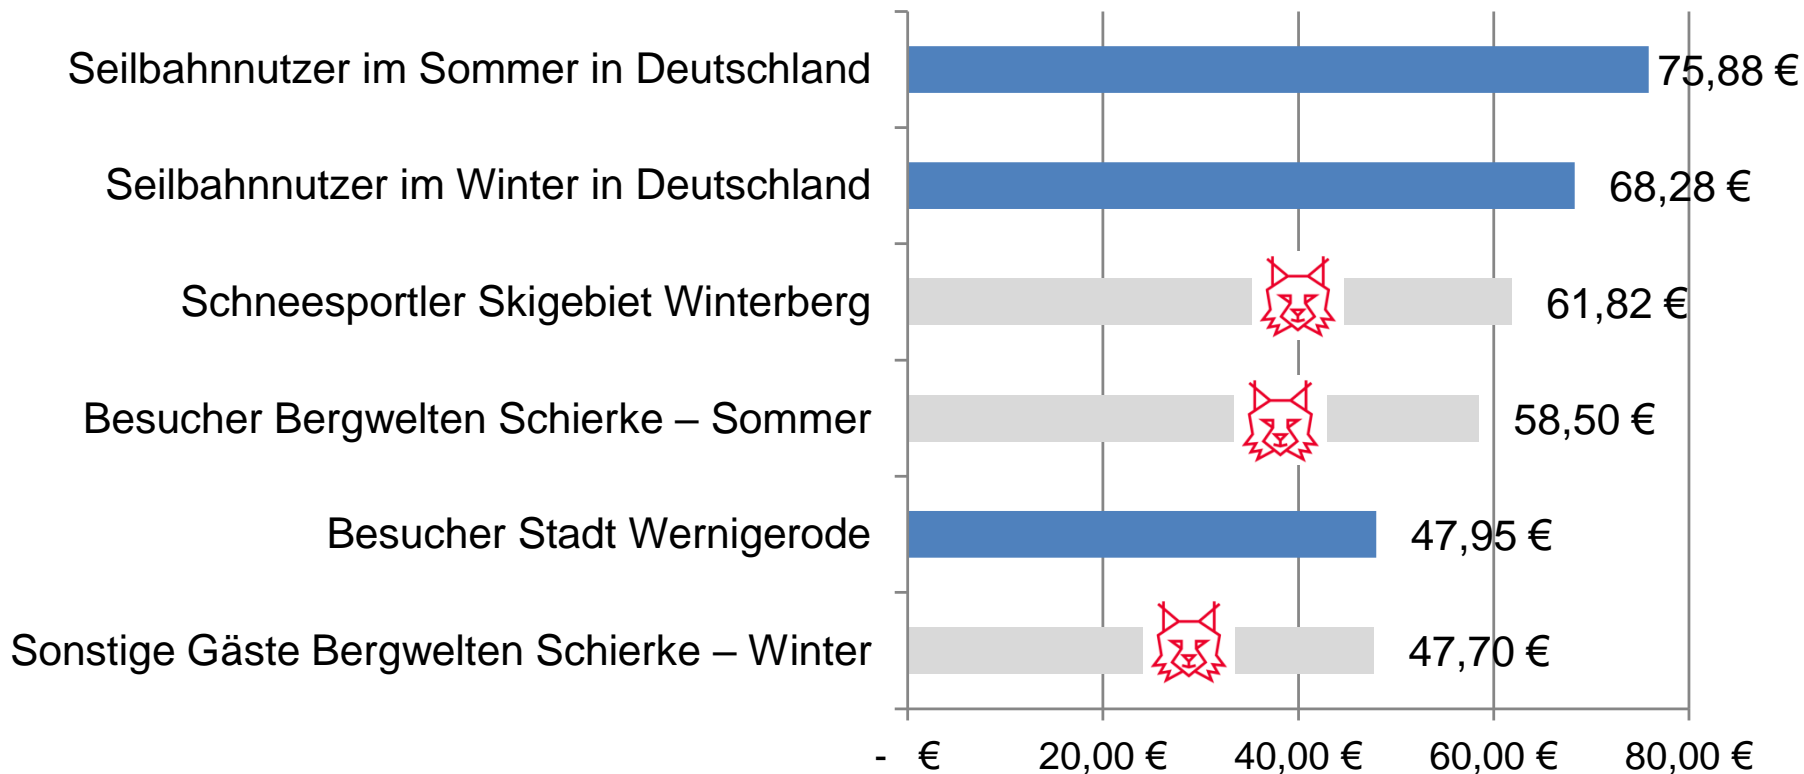 Seilbahnnutzer im Sommer in Deutschland 75,88 €
Seilbahnnutzer im Winter in Deutschland 68,28 €
Schneesportler Skigebiet Winterberg 61,82 €
Besucher Bergwelten Schierke – Sommer 58,50 €
Besucher Stadt Wernigerode 47,95 €
Sonstige Gäste Bergwelten Schierke – Winter 47,70 €
- € 20,00 € 40,00 € 60,00 € 80,00 €